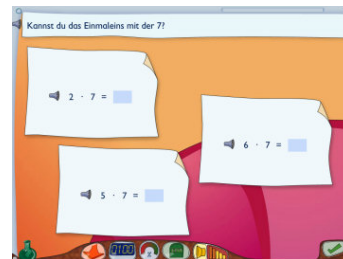 Kannst du das Einmaleins mit der 7?
2 · 7 =
6 · 7 =
5 · 7 =